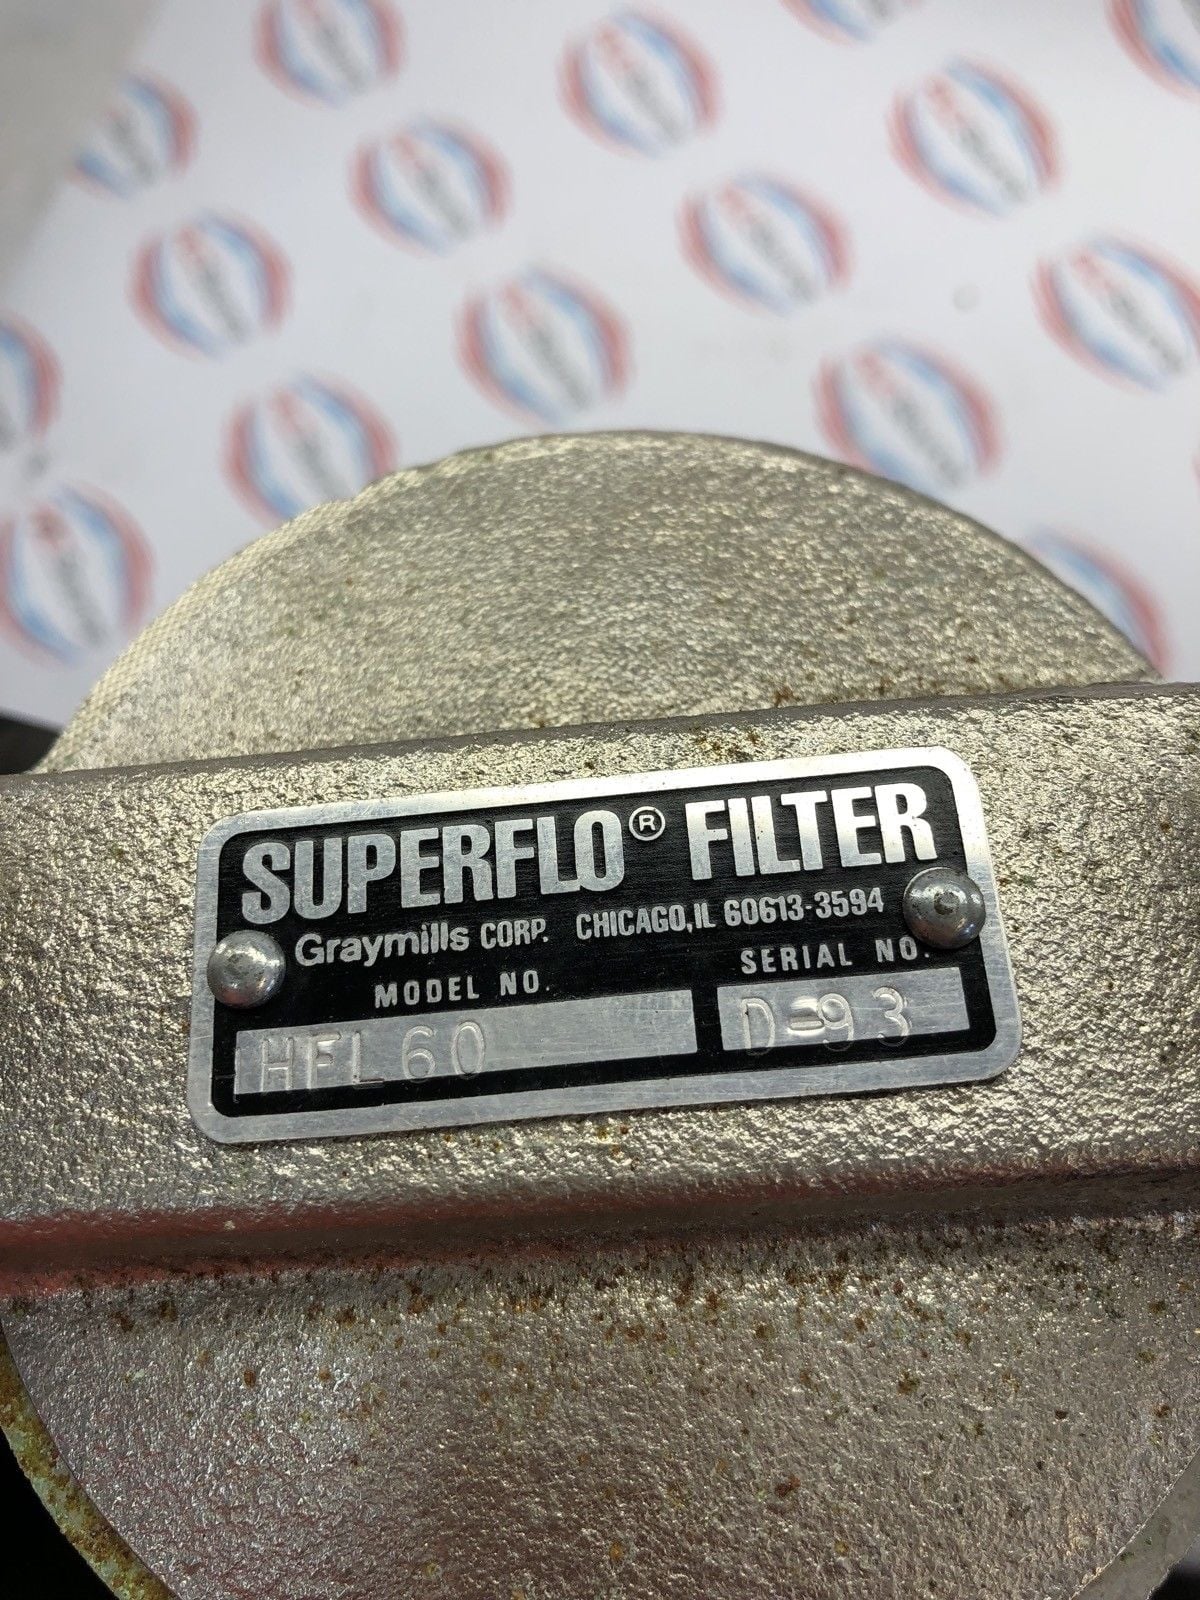 SUPERFLO® FILTER
Graymills CORP. CHICAGO, IL 60613-3594
MODEL NO. SERIAL NO.
HFL60 D-93